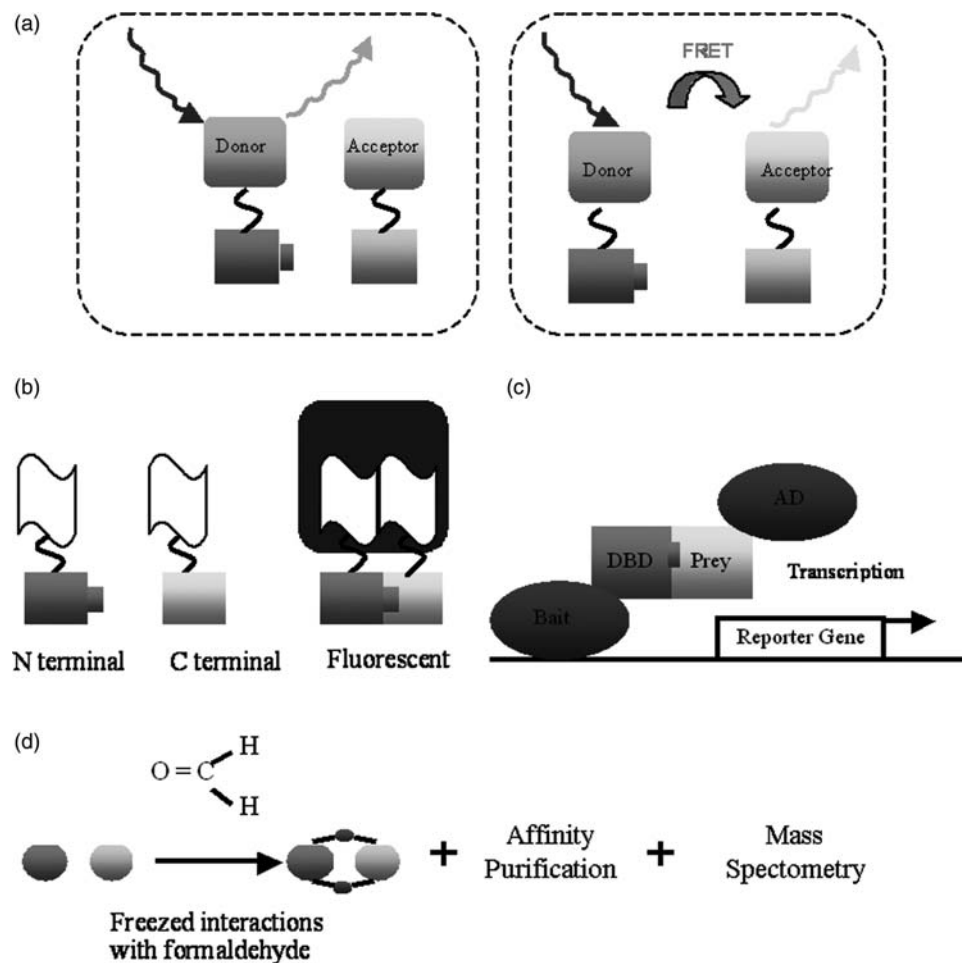 (a)
Donor
Acceptor
FRET
Donor
Acceptor
(b)
N terminal
C terminal
Fluorescent
(c)
AD
DBD
Prey
Transcription
Bait
Reporter Gene
(d)
H
O = C
H
Freezed interactions
with formaldehyde
+
Affinity
Purification
+
Mass
Spectometry